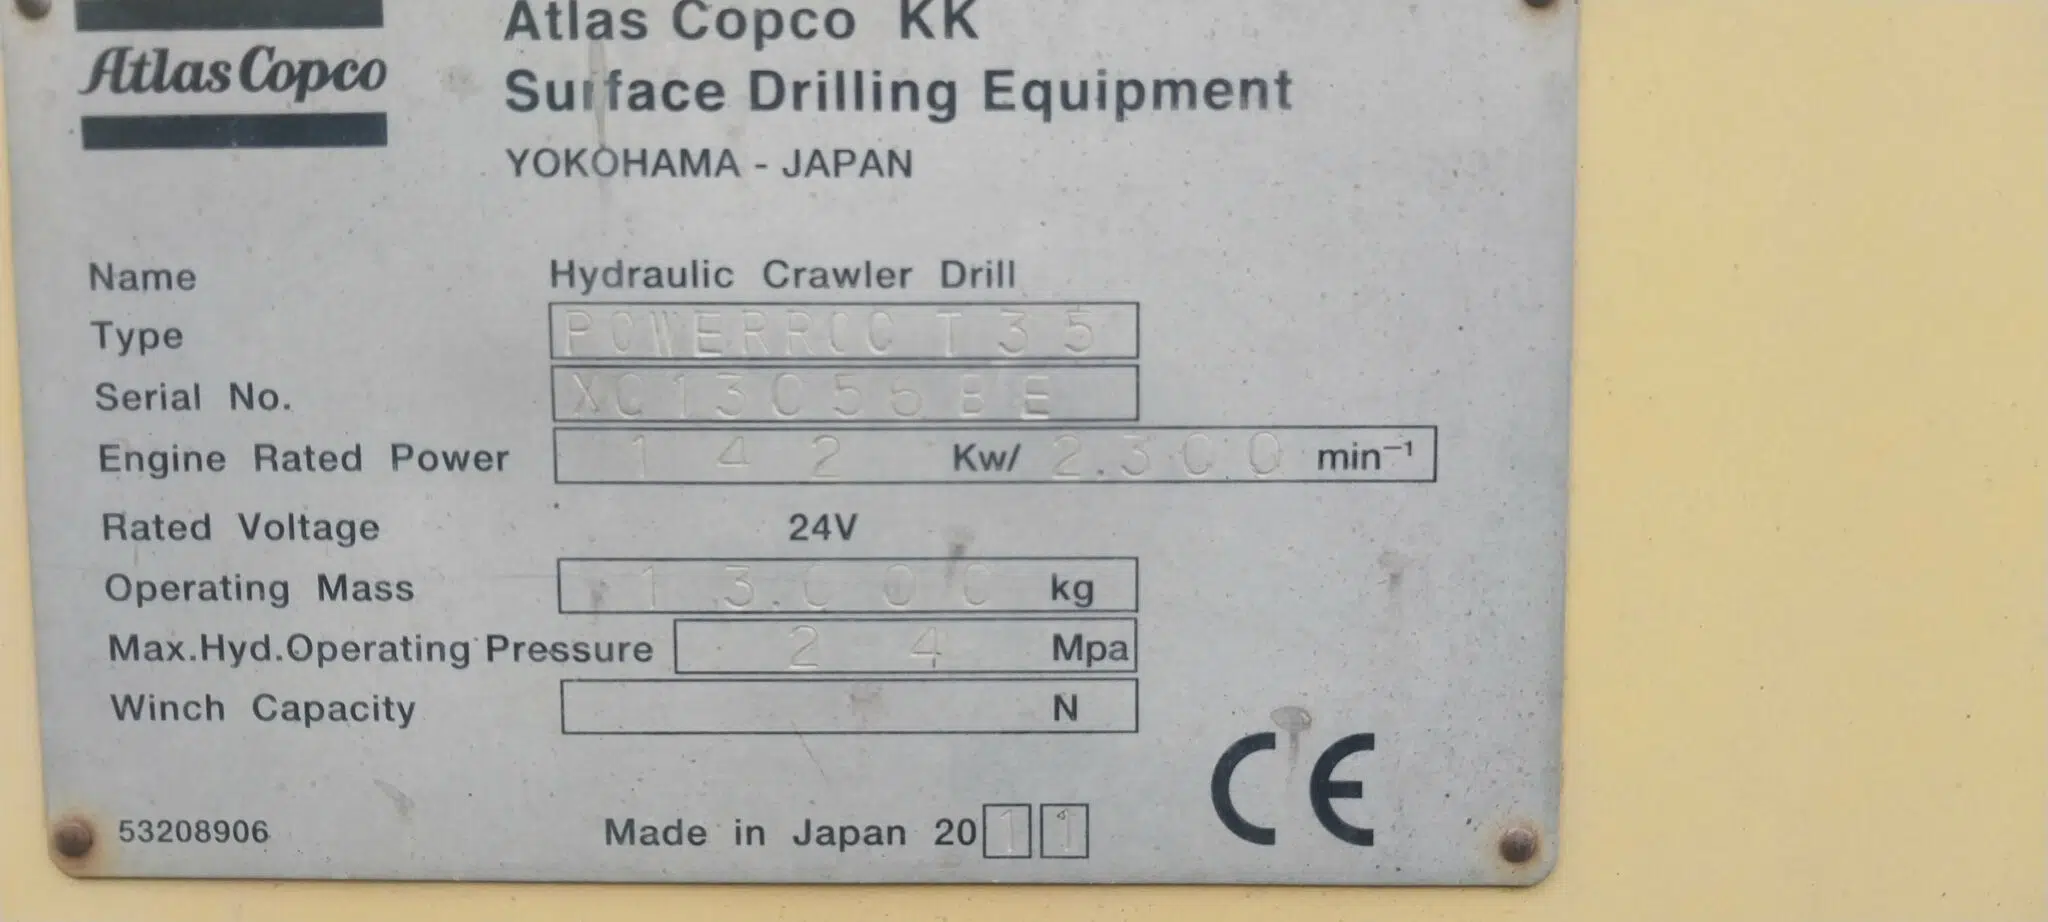 Atlas Copco
Atlas Copco KK
Surface Drilling Equipment
YOKOHAMA - JAPAN
Name Hydraulic Crawler Drill
Type POWERROC T35
Serial No.
Engine Rated Power 142 Kw/ 2.300 min⁻¹
Rated Voltage 24V
Operating Mass 13.000 kg
Max.Hyd.Operating Pressure 24 Mpa
Winch Capacity N
53208906
Made in Japan 2011
CE